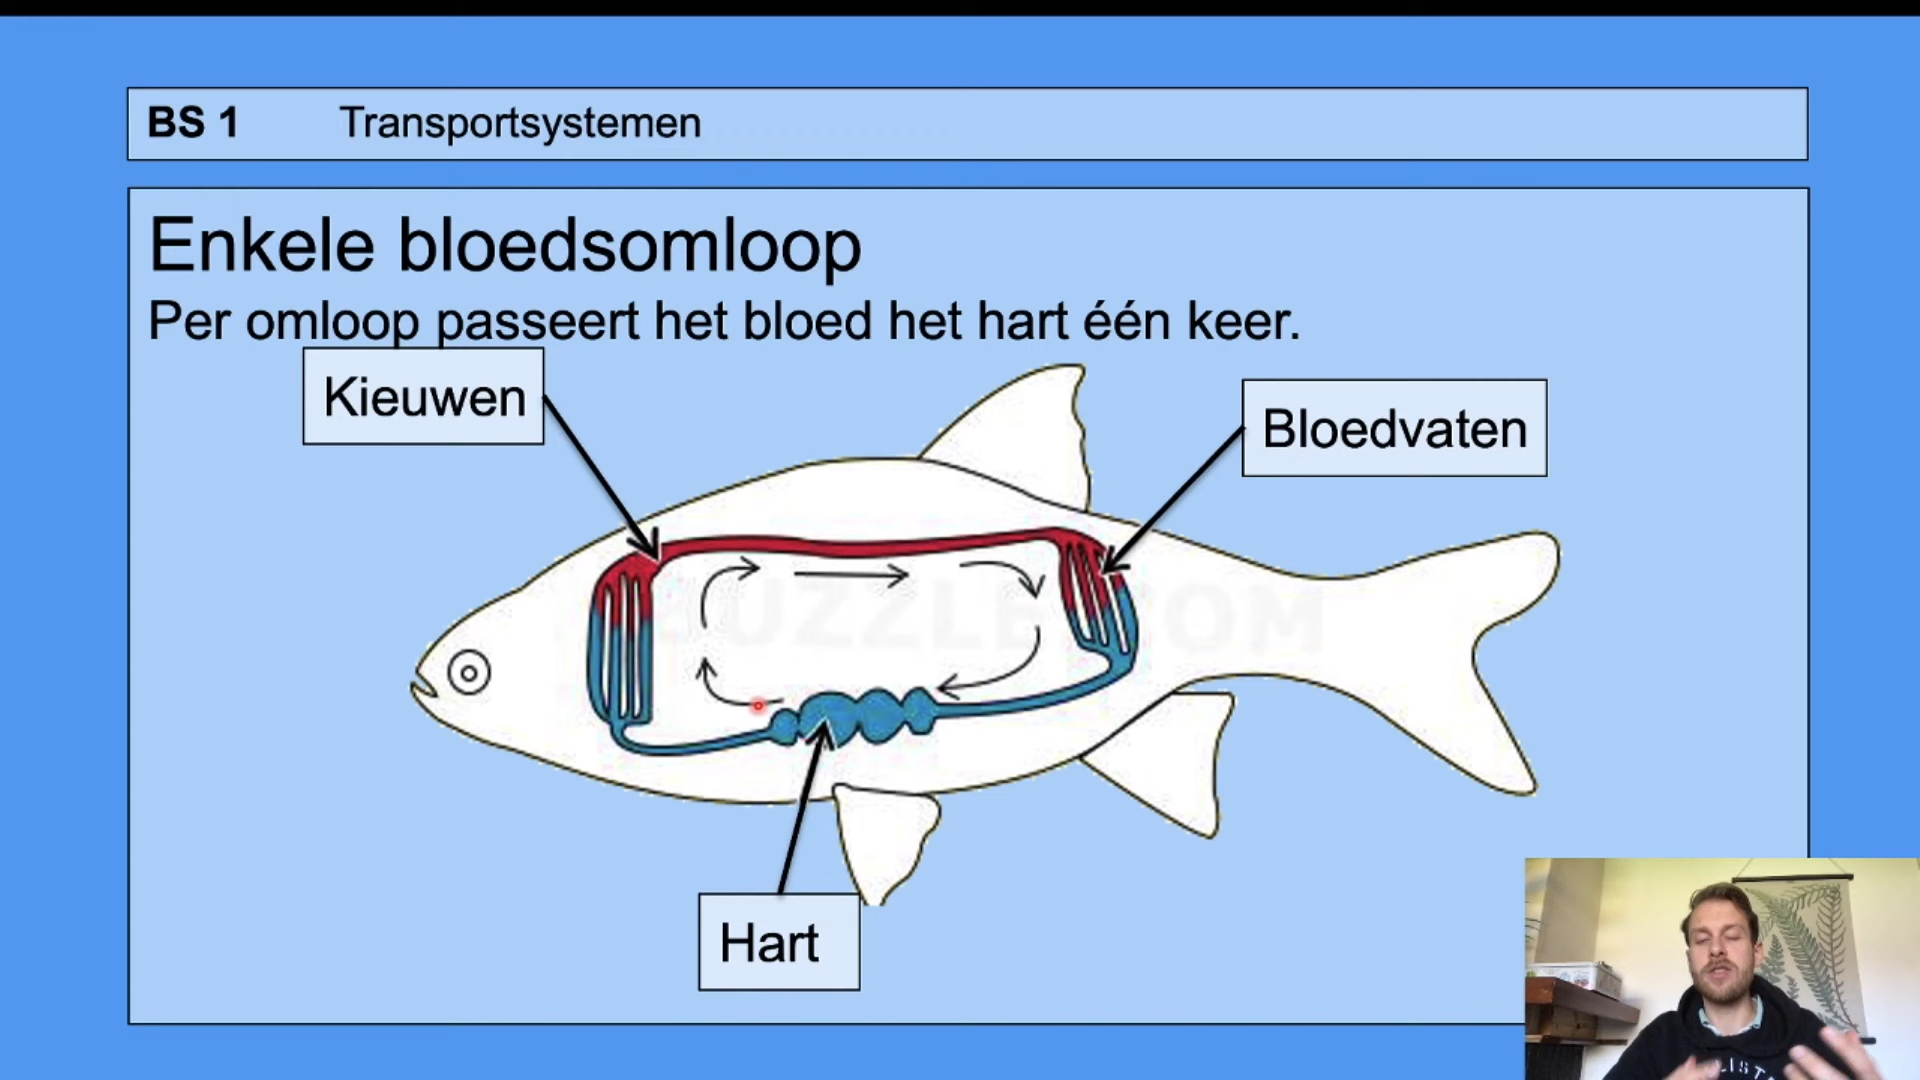 BS 1 Transportsystemen
Enkele bloedsomloop
Per omloop passeert het bloed het hart één keer.
Kieuwen
Bloedvaten
Hart